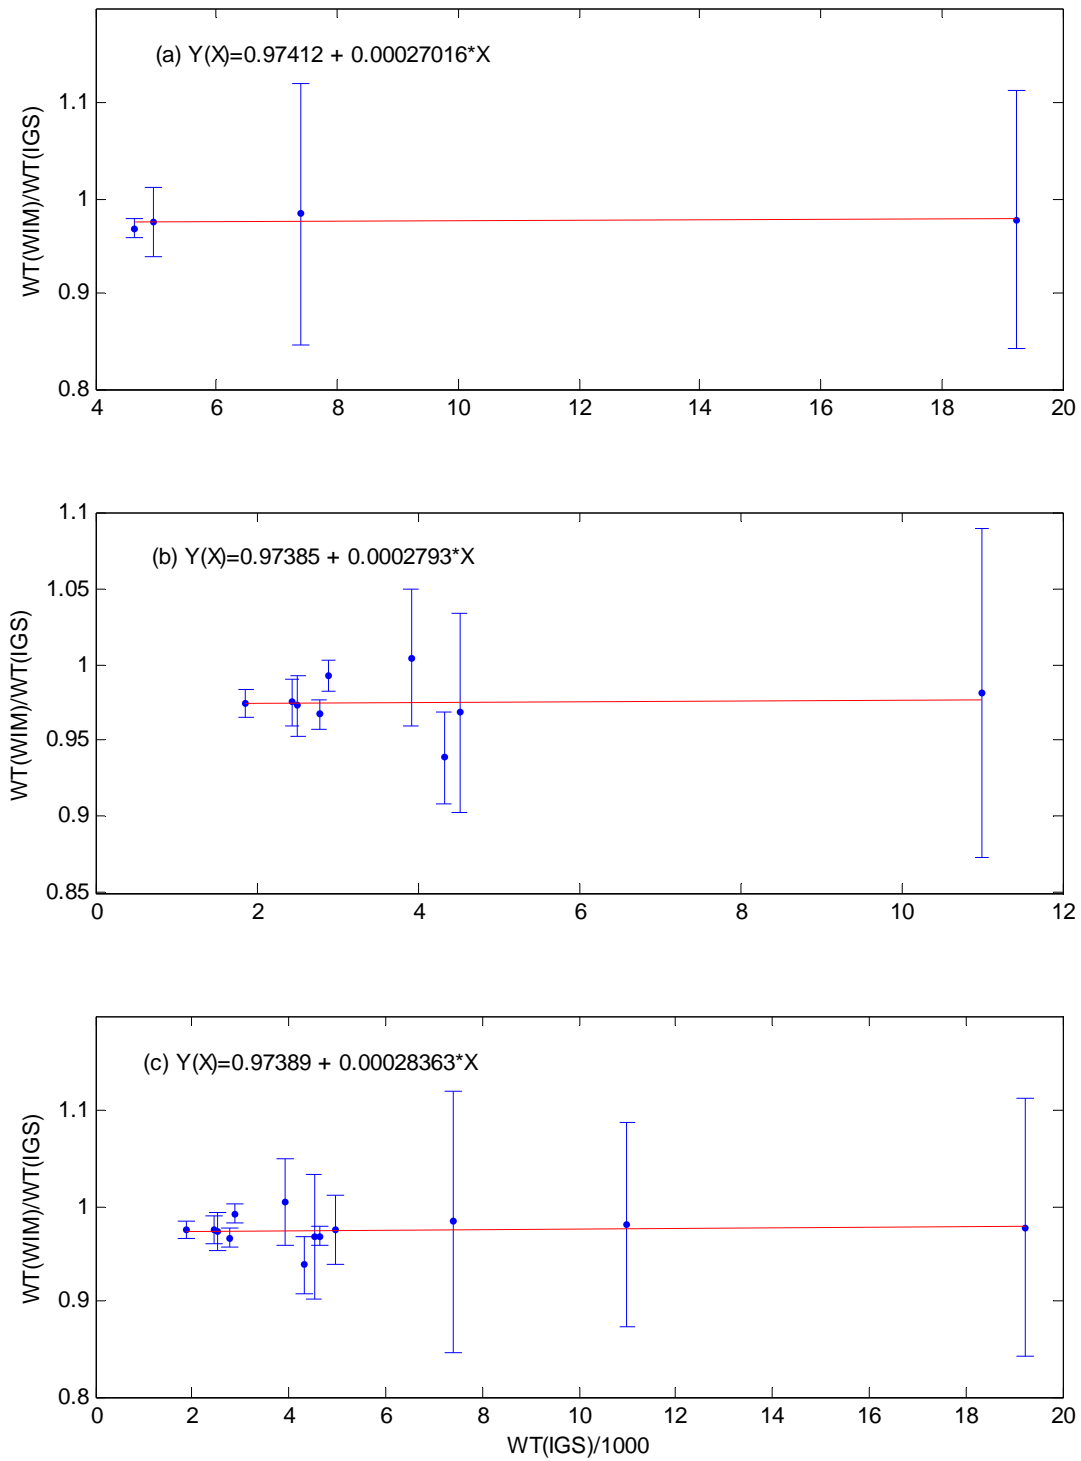 (a) Y(X)=0.97412 + 0.00027016*X
WT(WIM)/WT(IGS)
1.1
1
0.9
0.8
4 6 8 10 12 14 16 18 20
1.1
(b) Y(X)=0.97385 + 0.0002793*X
WT(WIM)/WT(IGS)
1.05
1
0.95
0.9
0.85
0 2 4 6 8 10 12
(c) Y(X)=0.97389 + 0.00028363*X
WT(WIM)/WT(IGS)
1.1
1
0.9
0.8
0 2 4 6 8 10 12 14 16 18 20
WT(IGS)/1000